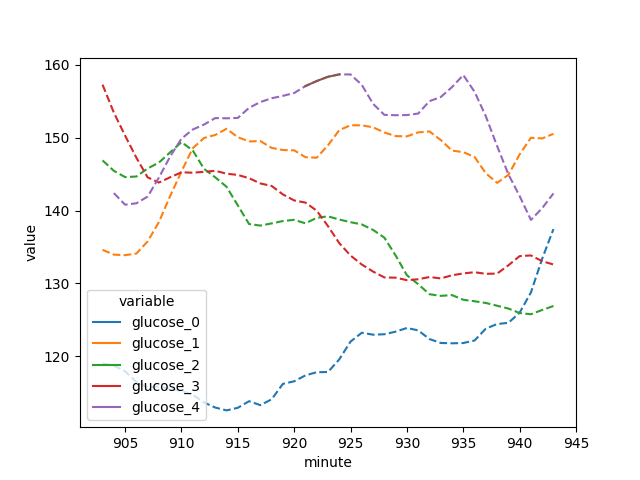 160
150
140
130
120
value
variable
glucose_0
glucose_1
glucose_2
glucose_3
glucose_4
905 910 915 920 925 930 935 940 945
minute